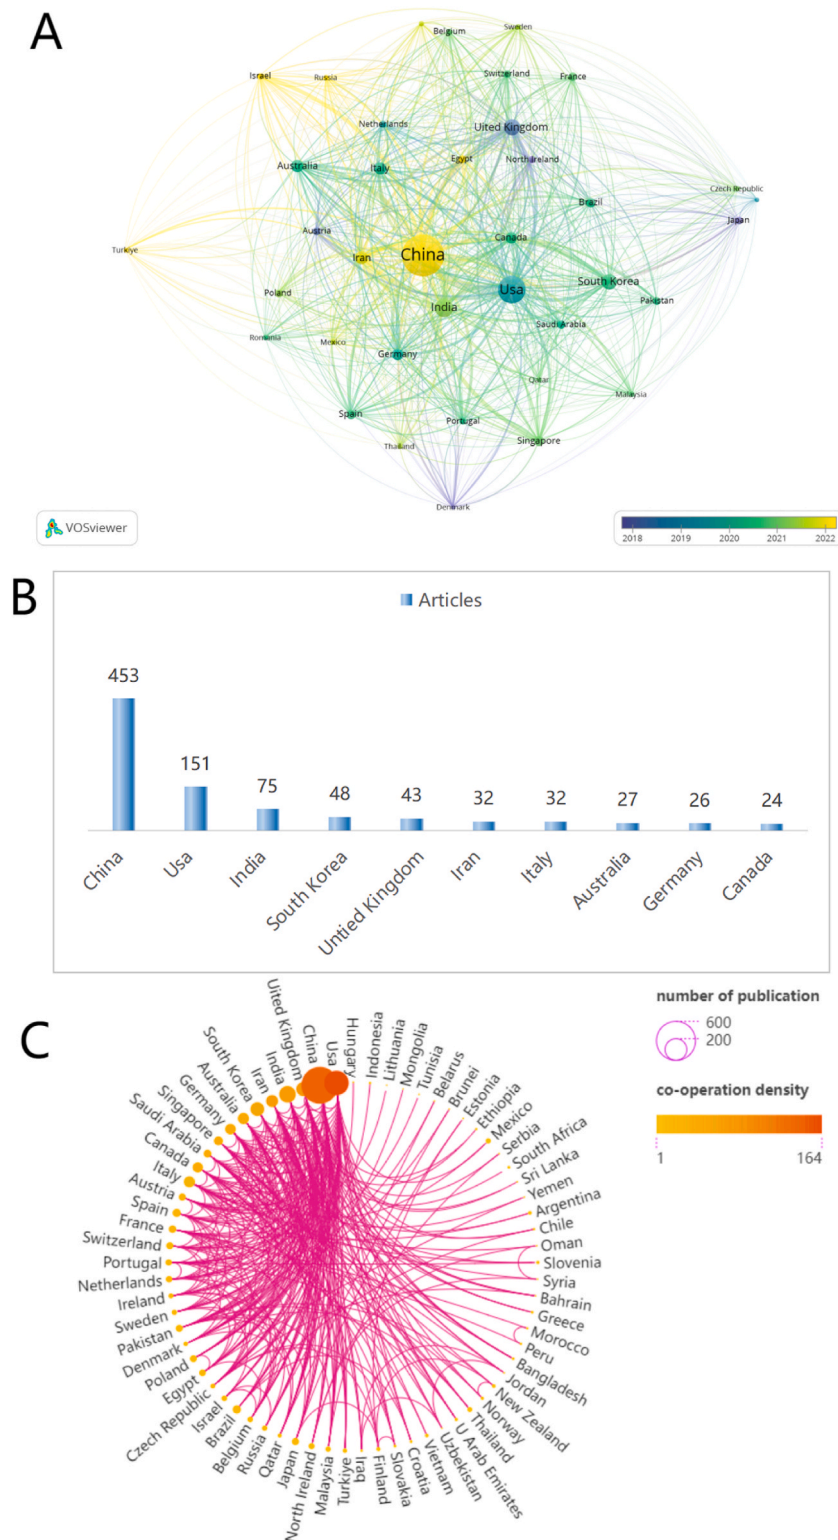 A
Belgium
Sweden
Israel
Russia
Switzerland
France
Netherlands
Uited Kingdom
Australia
Italy
Egypt
North Ireland
Czech Republic
Brazil
Japan
Austria
Canada
Turkiye
Iran
China
South Korea
Poland
India
Usa
Pakistan
Romania
Mexico
Saudi Arabia
Germany
Qatar
Malaysia
Spain
Portugal
Thailand
Singapore
Denmark
VOSviewer
2018 2019 2020 2021 2022
B
Articles
453
151
75
48
43
32
32
27
26
24
China
Usa
India
South Korea
Untied Kingdom
Iran
Italy
Australia
Germany
Canada
C
number of publication
600
200
co-operation density
1 164
Usa
China
Uited Kingdom
India
Iran
South Korea
Australia
Germany
Singapore
Saudi Arabia
Canada
Italy
Austria
Spain
France
Switzerland
Portugal
Netherlands
Ireland
Sweden
Pakistan
Denmark
Poland
Egypt
Czech Republic
Israel
Brazil
Belgium
Russia
Qatar
Japan
North Ireland
Malaysia
Turkiye
Iraq
Finland
Slovakia
Croatia
Vietnam
Uzbekistan
U Arab Emirates
Thailand
Norway
New Zealand
Jordan
Bangladesh
Peru
Morocco
Greece
Bahrain
Syria
Slovenia
Oman
Chile
Argentina
Yemen
Sri Lanka
South Africa
Serbia
Mexico
Ethiopia
Estonia
Brunei
Belarus
Tunisia
Mongolia
Lithuania
Indonesia
Hungary